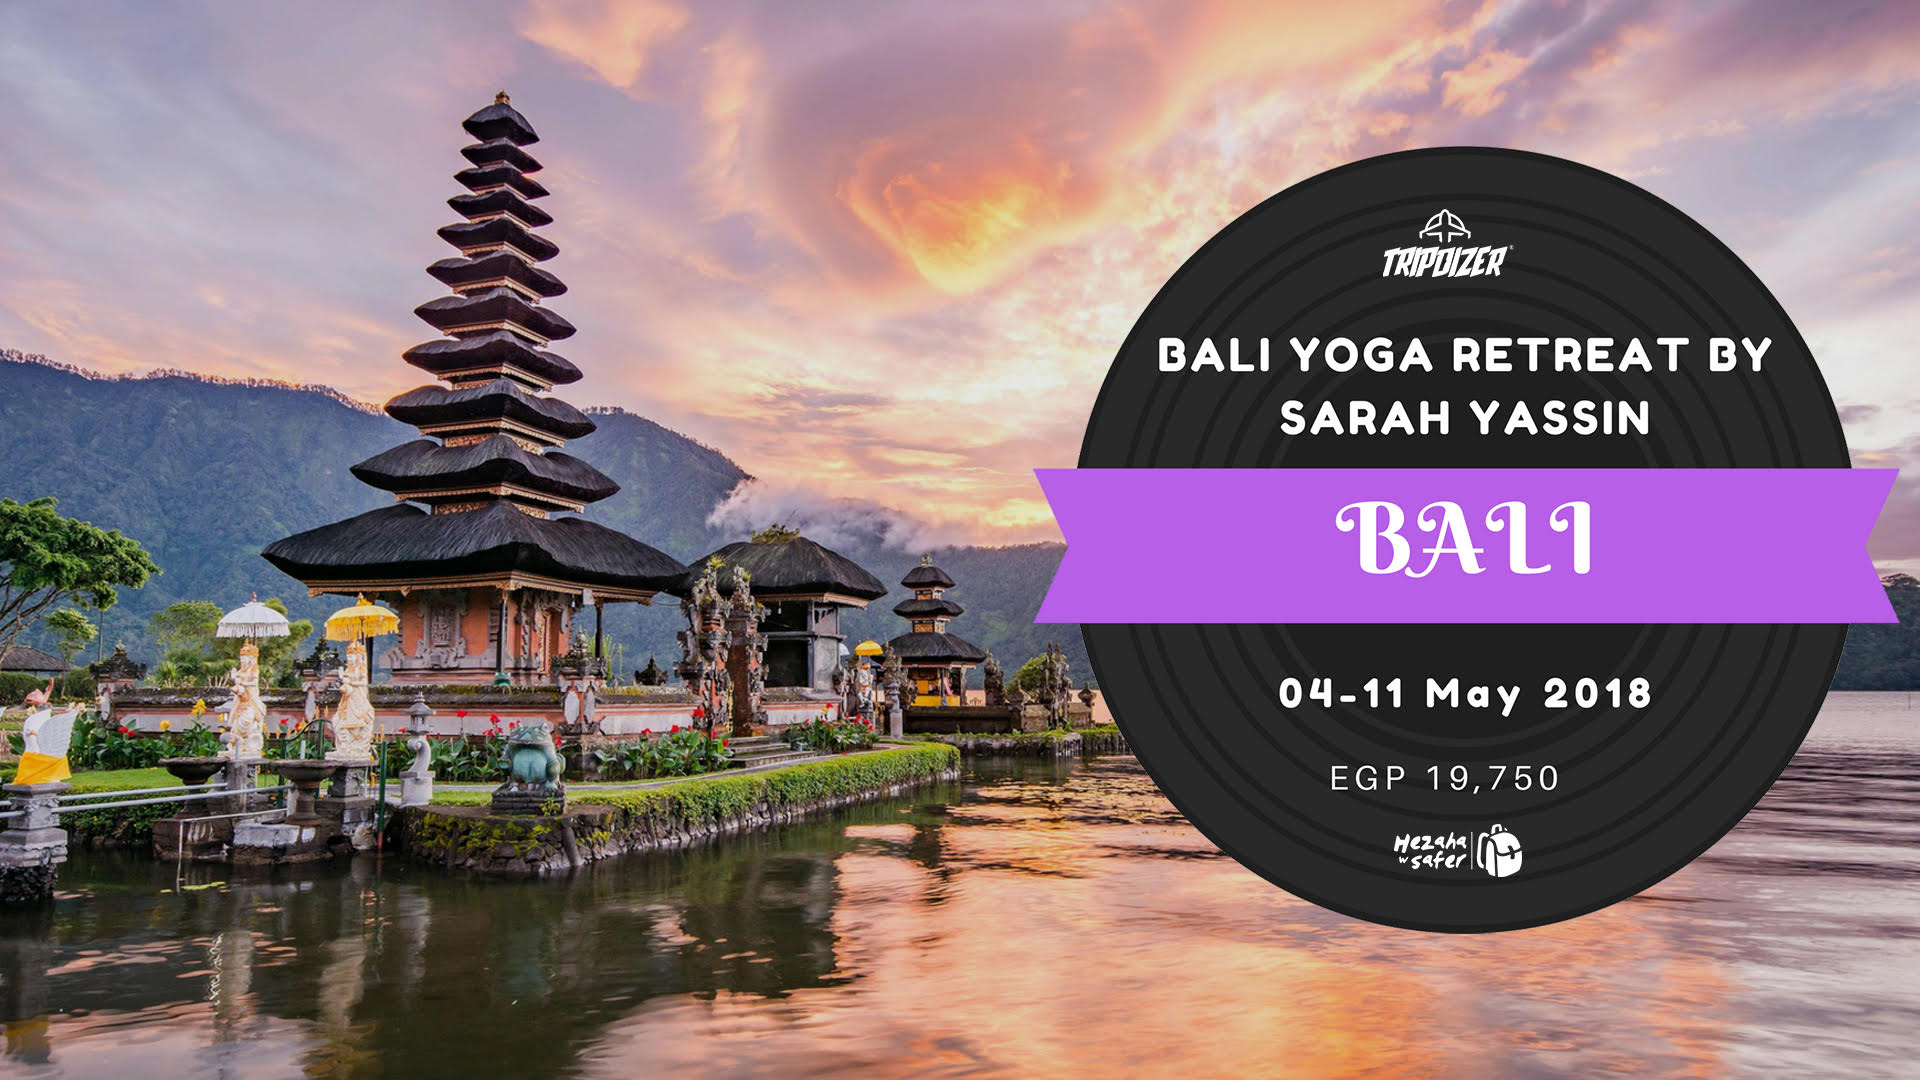 TRIPDIZER
BALI YOGA RETREAT BY
SARAH YASSIN
BALI
04-11 May 2018
EGP 19,750
Hezaha
w safer